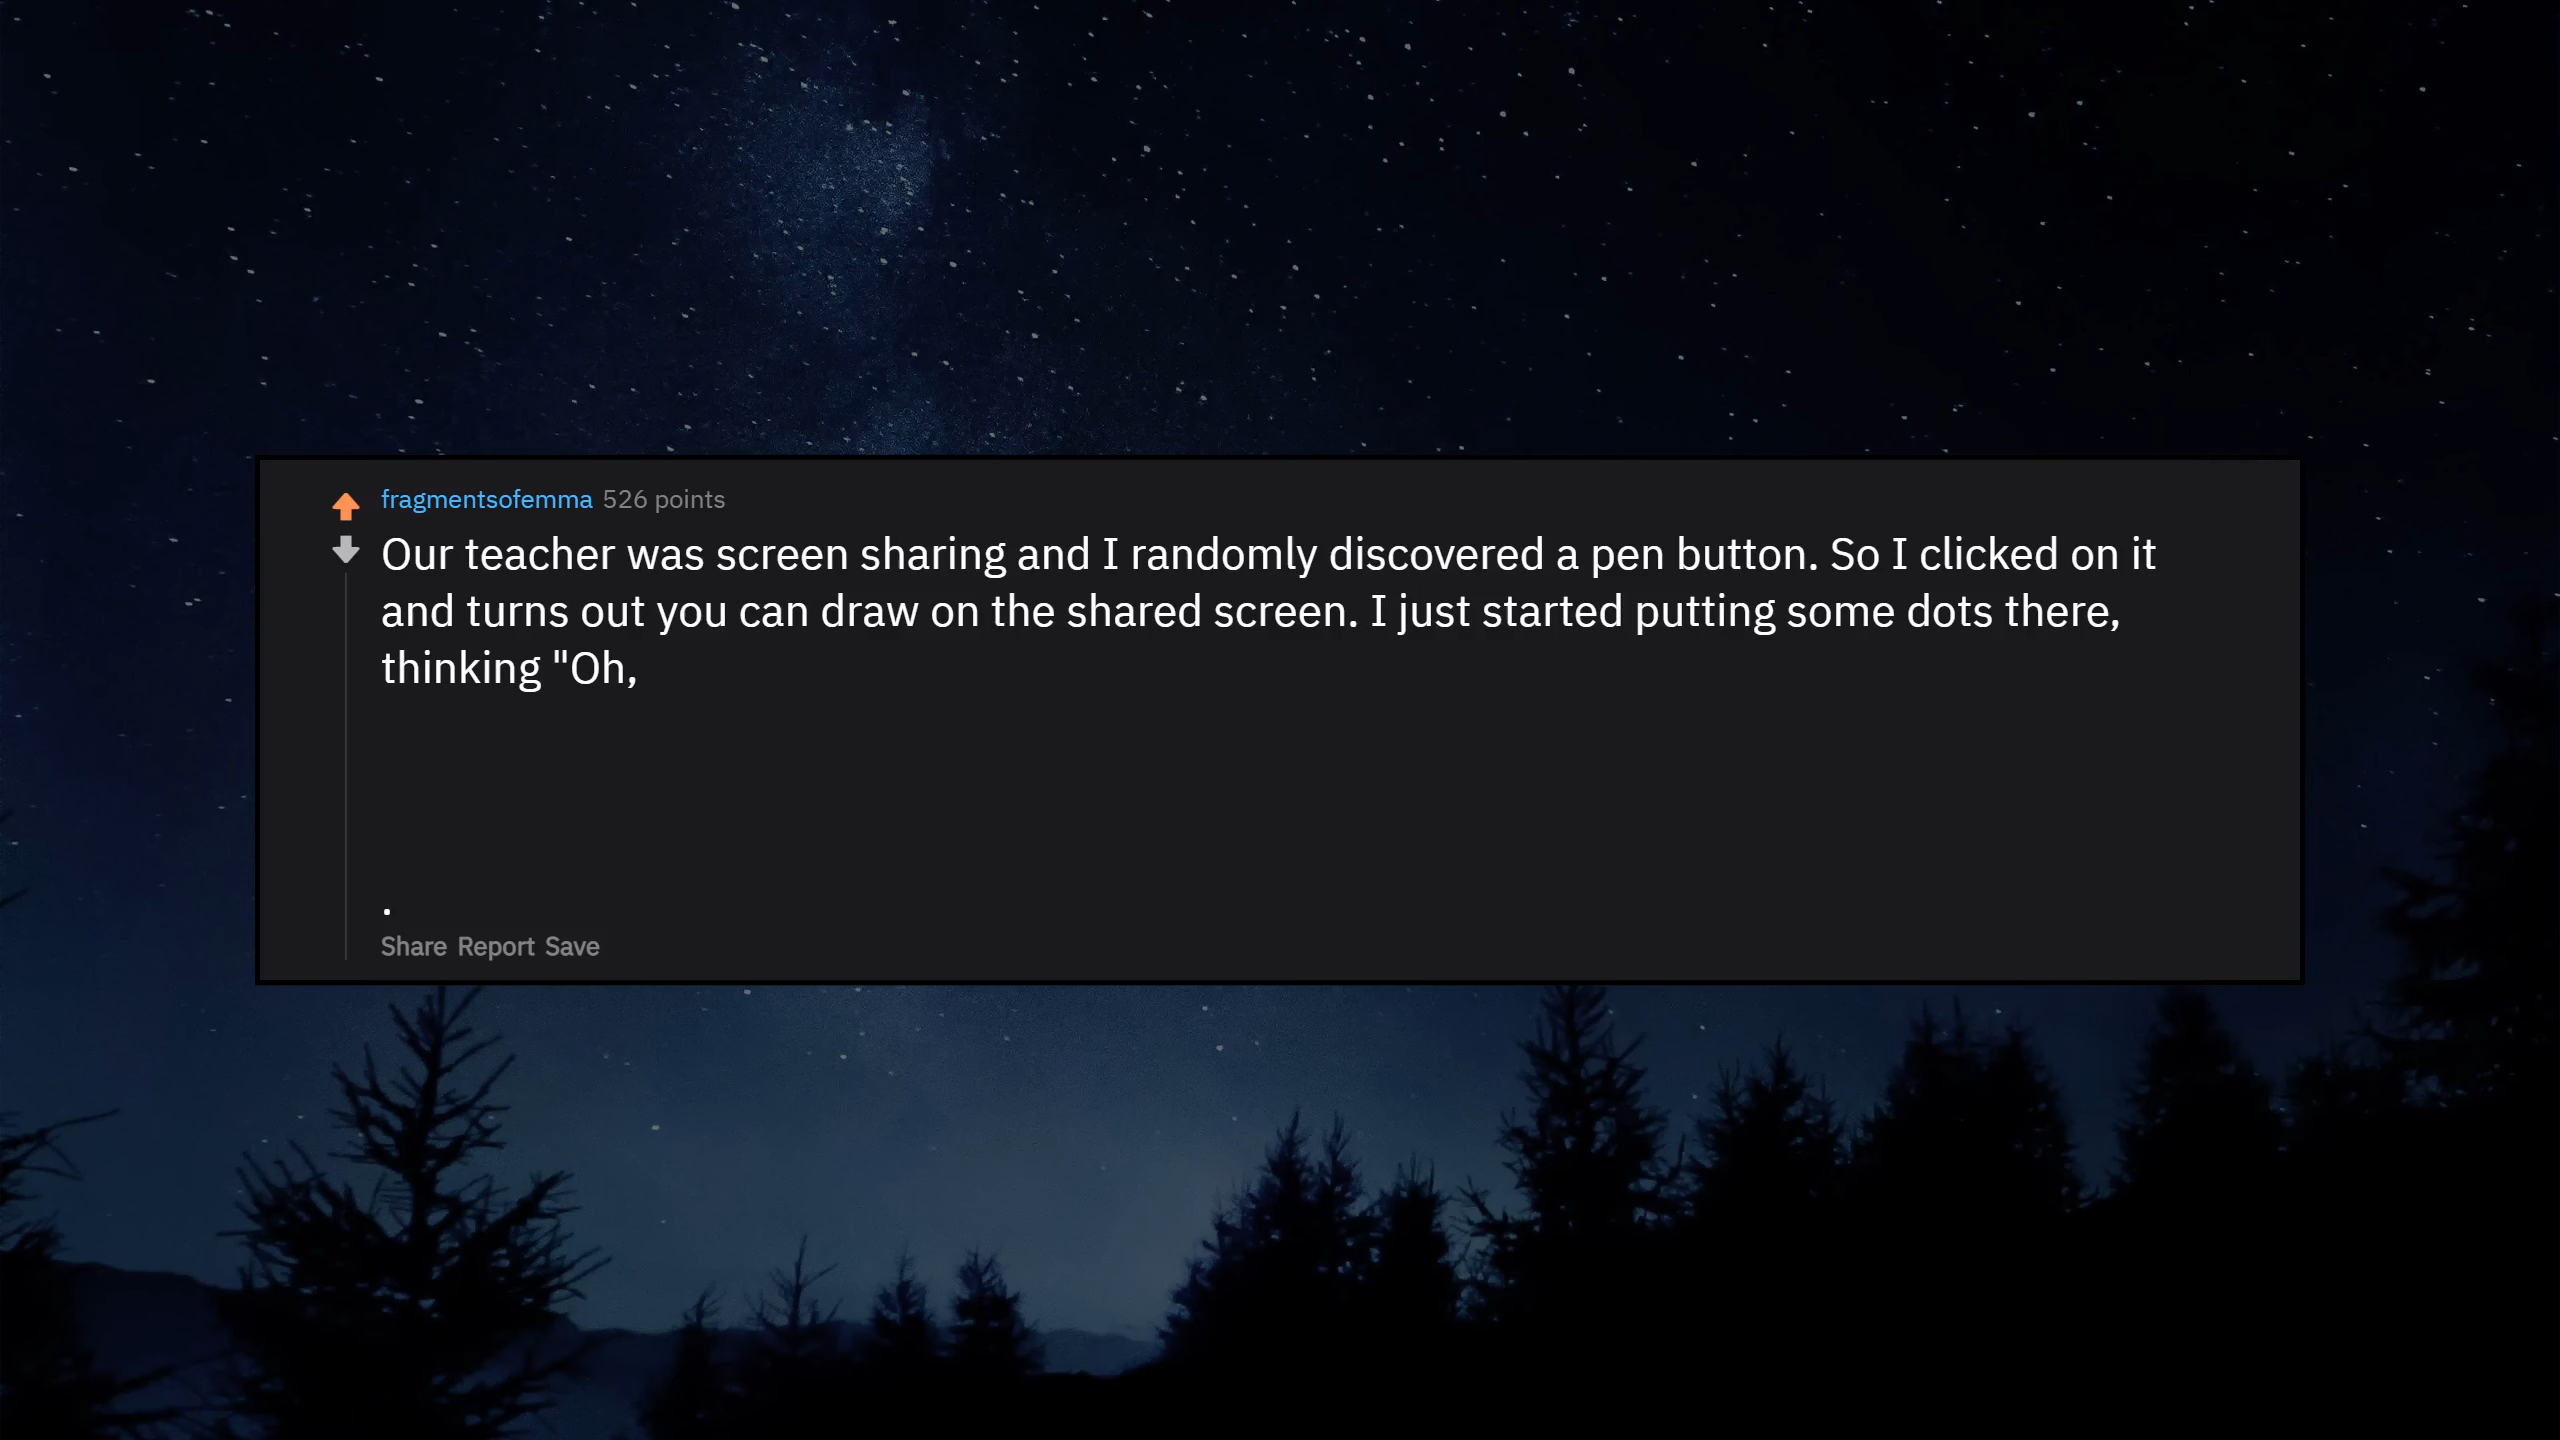 fragmentsofemma 526 points
Our teacher was screen sharing and I randomly discovered a pen button. So I clicked on it
and turns out you can draw on the shared screen. I just started putting some dots there,
thinking "Oh,
.
Share Report Save